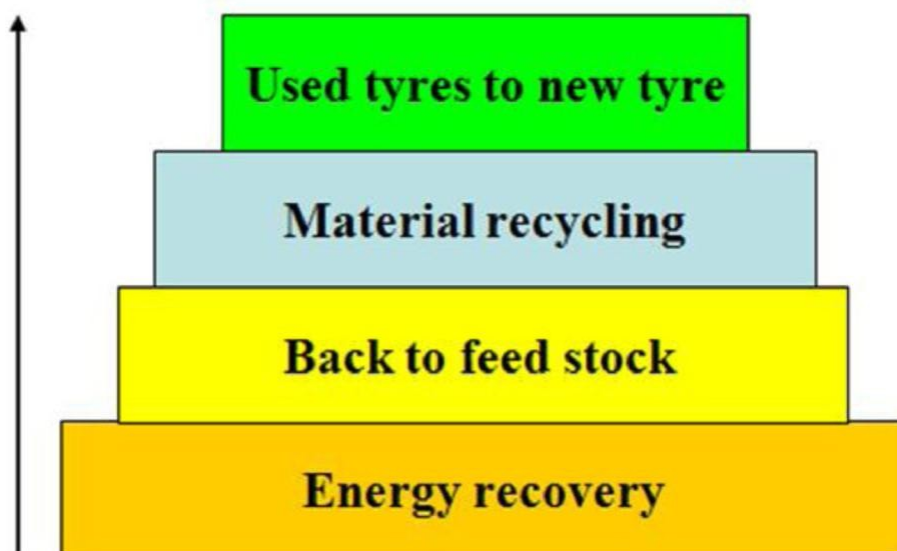 Used tyres to new tyre
Material recycling
Back to feed stock
Energy recovery